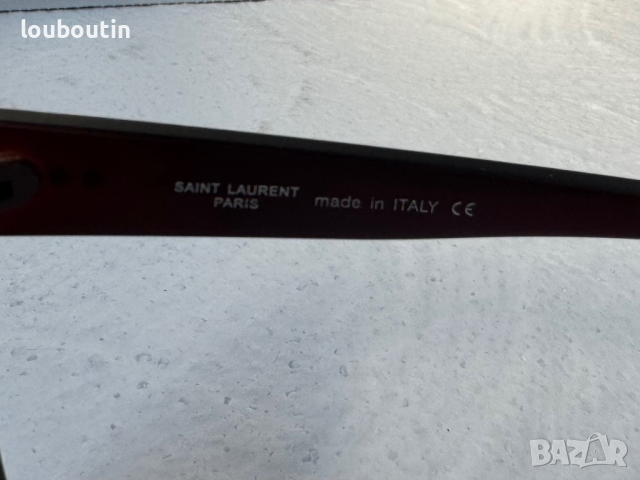 louboutin
SAINT LAURENT
PARIS
made in ITALY CE
BAZAR